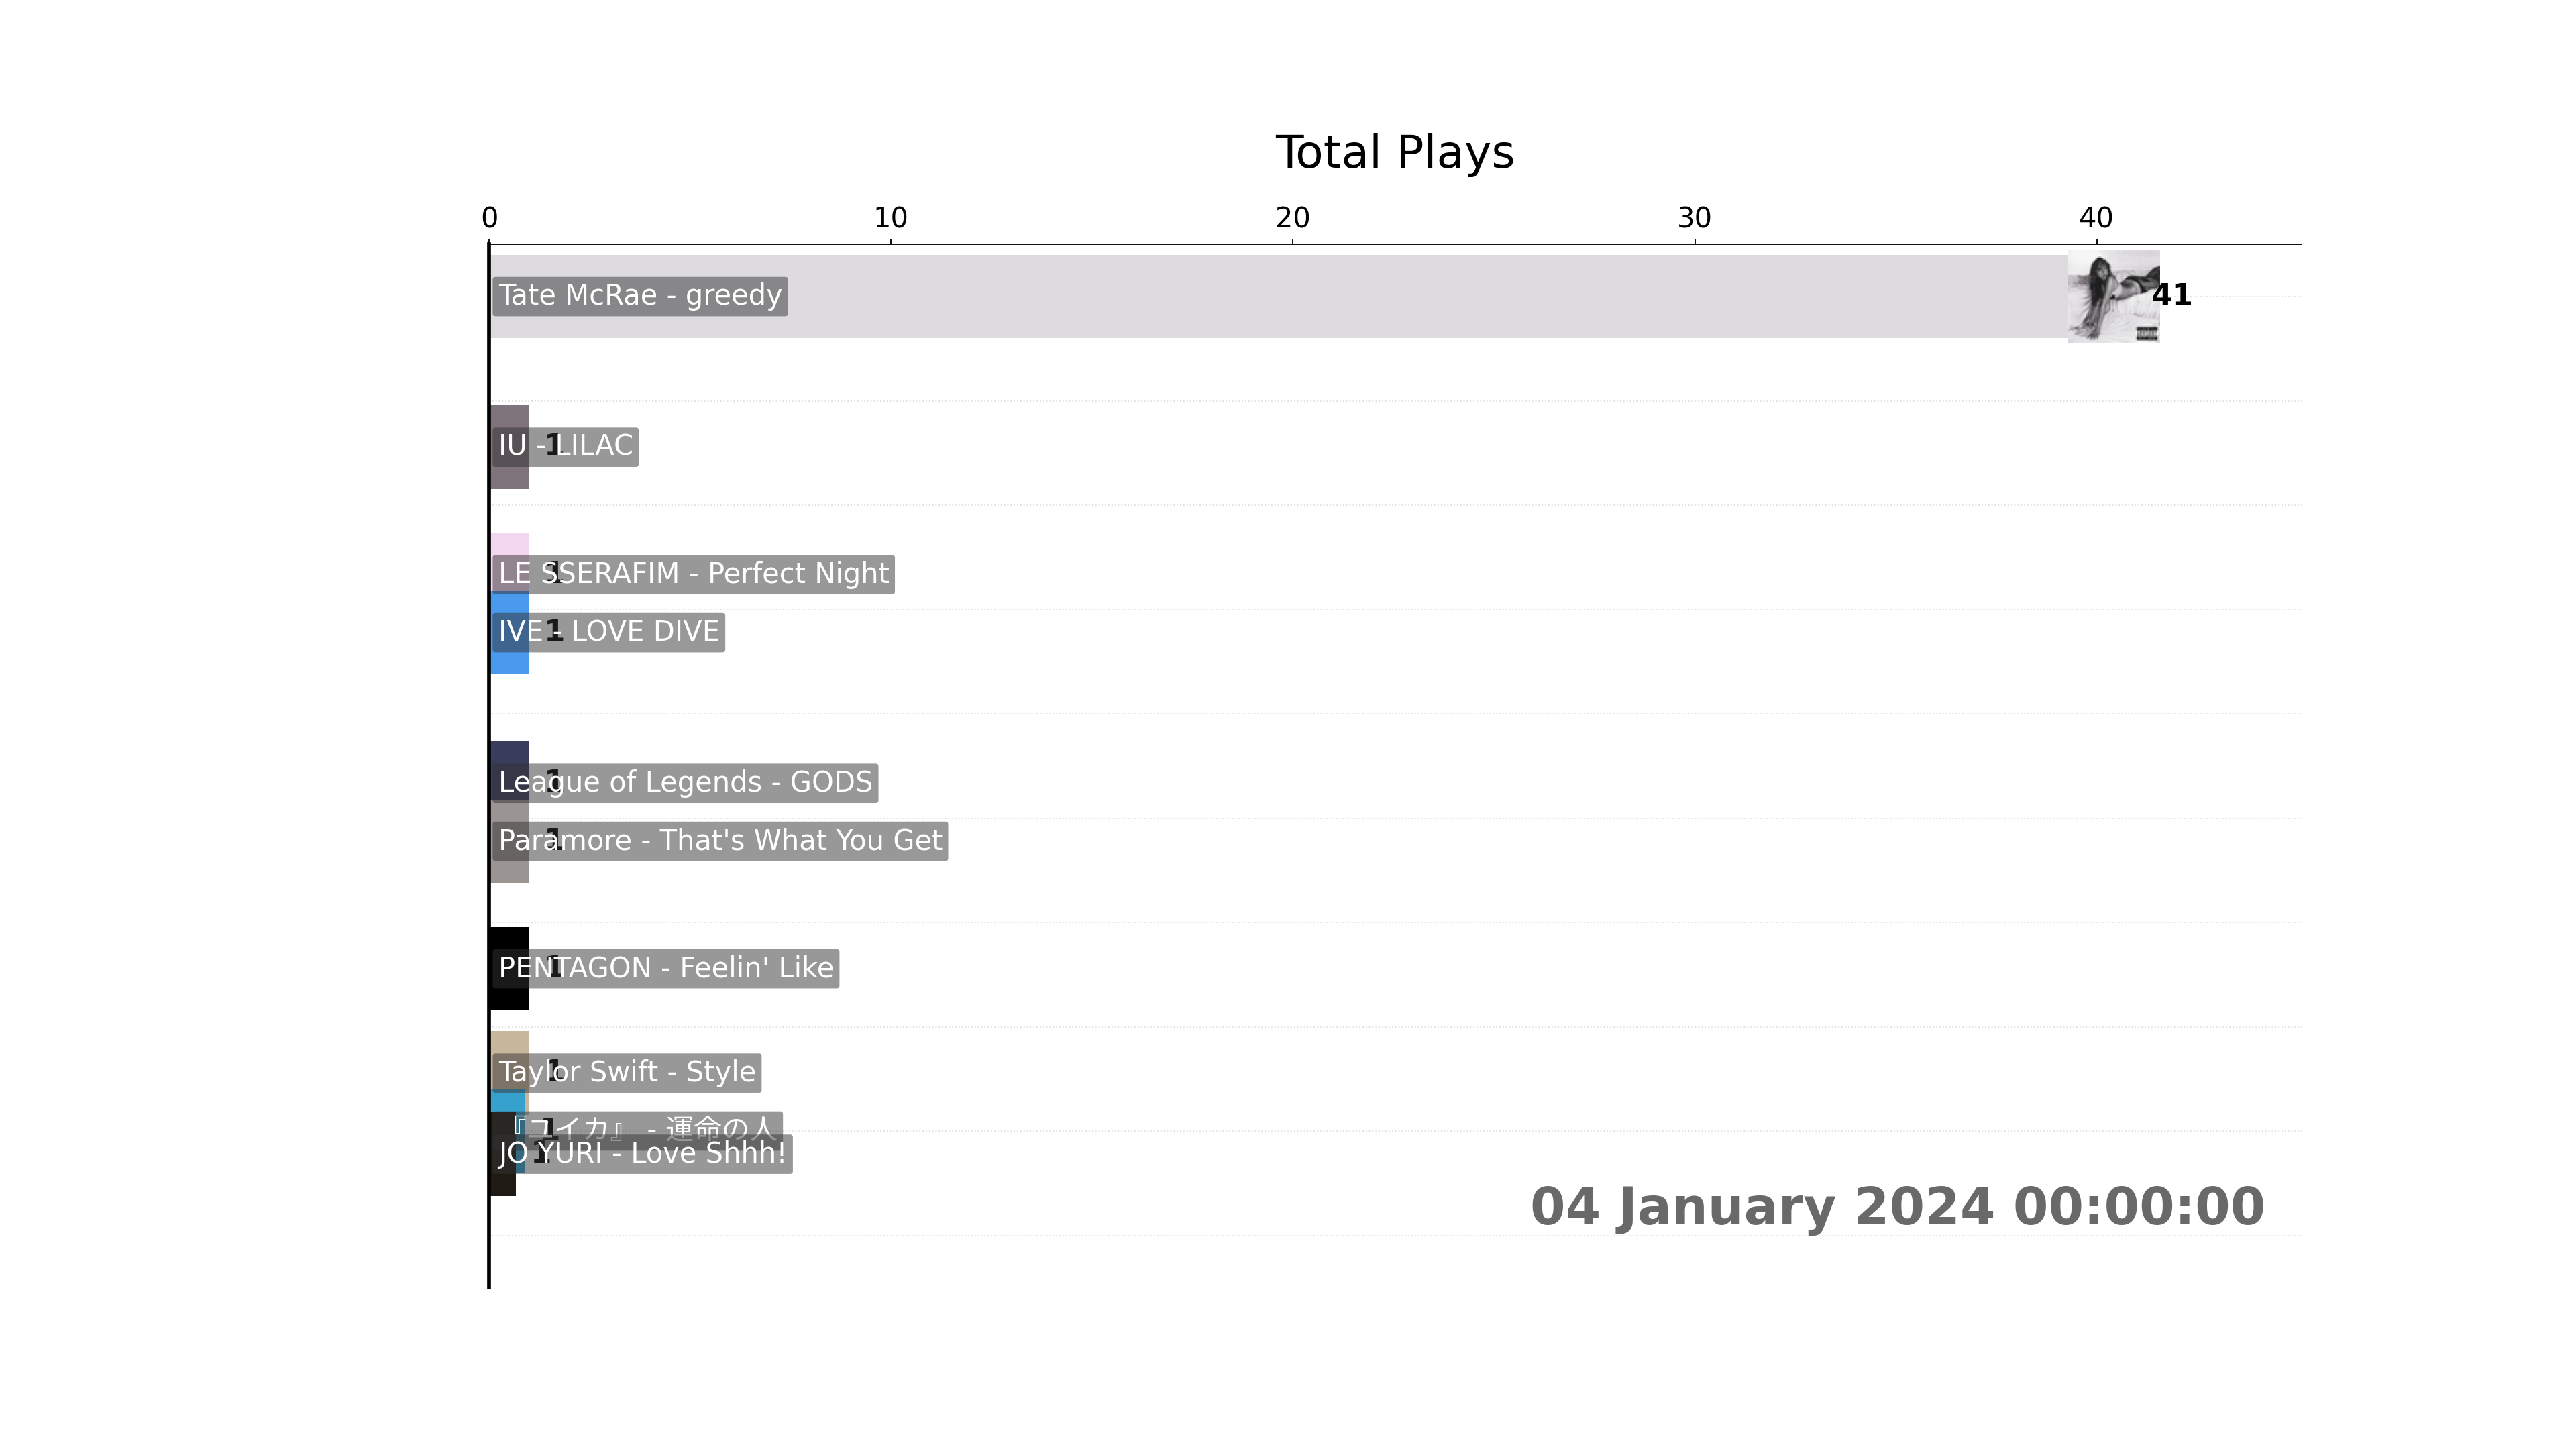 Total Plays
0 10 20 30 40
Tate McRae - greedy 41
IU - LILAC 1
LE SSERAFIM - Perfect Night 1
IVE - LOVE DIVE 1
League of Legends - GODS 1
Paramore - That's What You Get 1
PENTAGON - Feelin' Like 1
Taylor Swift - Style 1
『ユイカ』 - 運命の人 1
JO YURI - Love Shhh! 1
04 January 2024 00:00:00